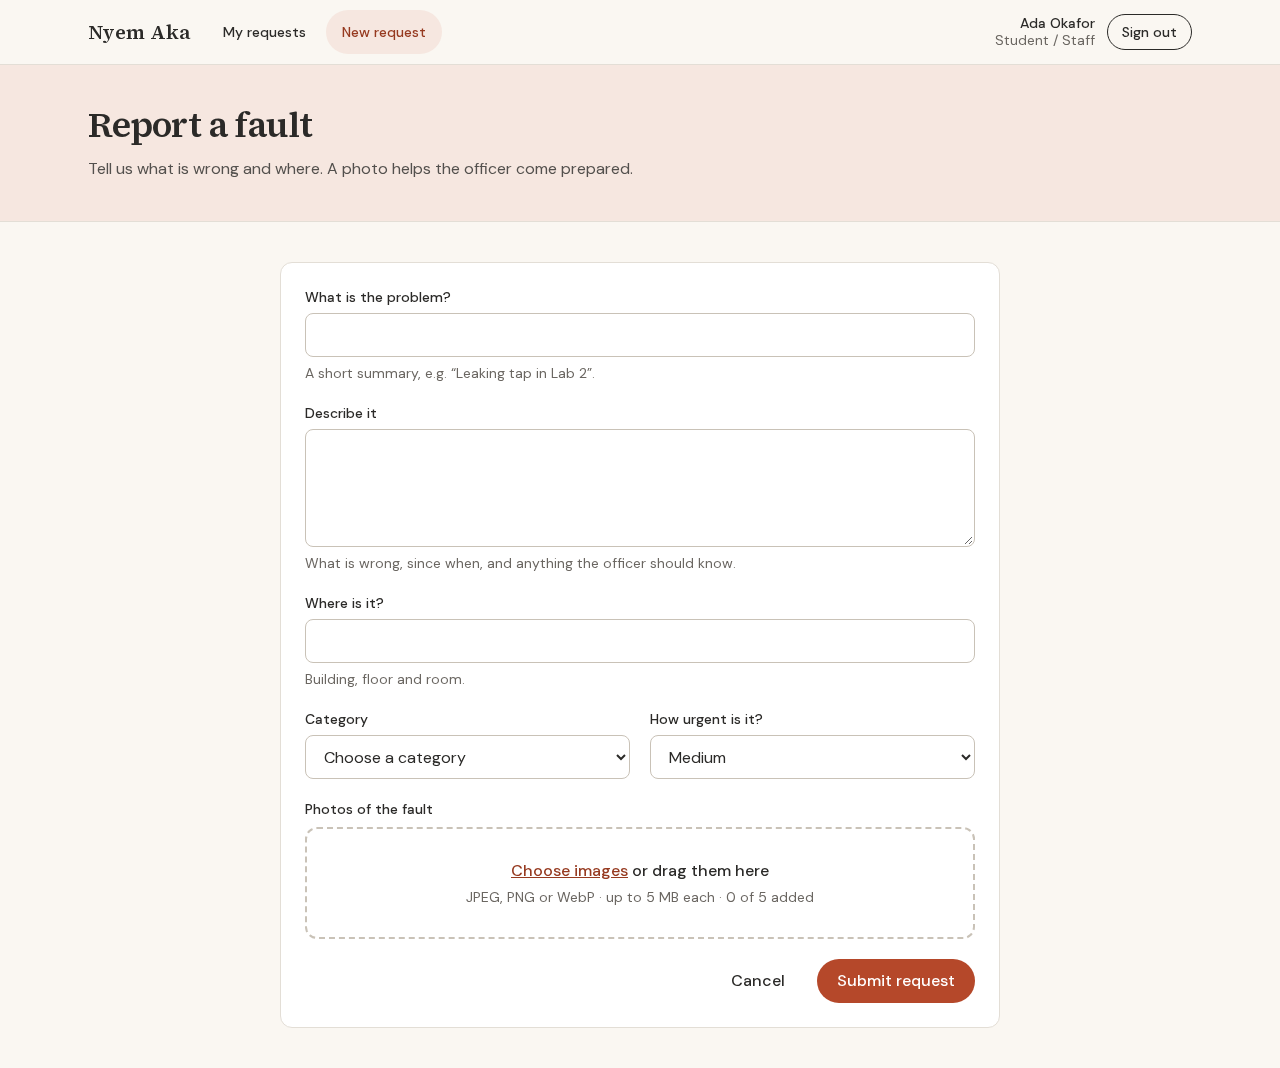 Nyem Aka
My requests
New request
Ada Okafor
Student / Staff
Sign out
Report a fault
Tell us what is wrong and where. A photo helps the officer come prepared.
What is the problem?
A short summary, e.g. “Leaking tap in Lab 2”.
Describe it
What is wrong, since when, and anything the officer should know.
Where is it?
Building, floor and room.
Category
How urgent is it?
Choose a category
Medium
Photos of the fault
Choose images or drag them here
JPEG, PNG or WebP · up to 5 MB each · 0 of 5 added
Cancel
Submit request